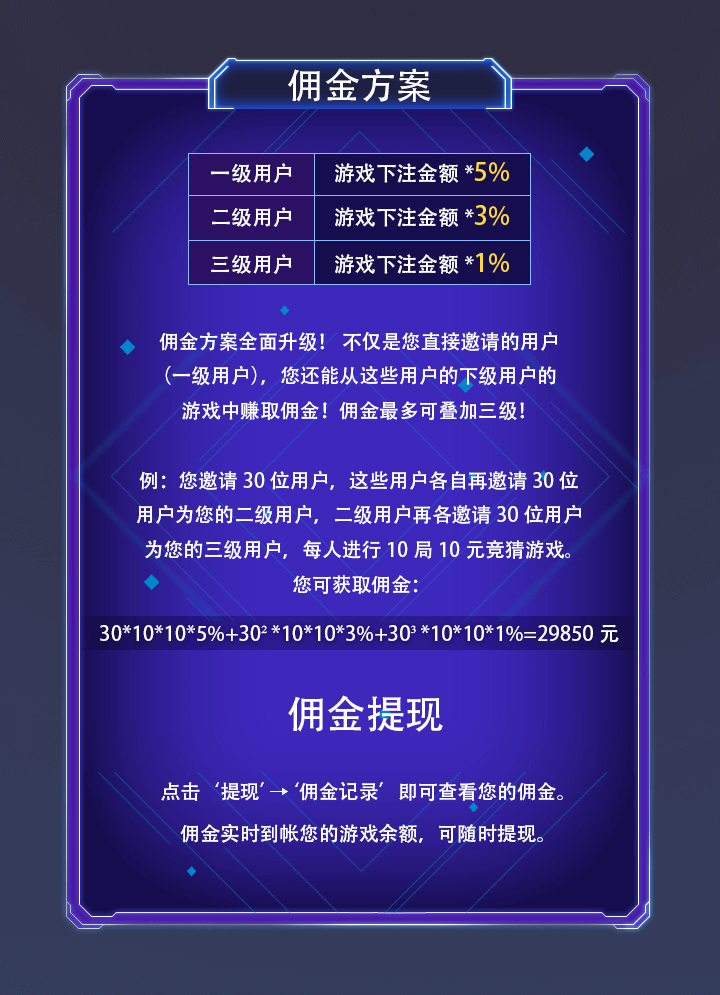 佣金方案
一级用户 游戏下注金额 *5%
二级用户 游戏下注金额 *3%
三级用户 游戏下注金额 *1%
佣金方案全面升级！ 不仅是您直接邀请的用户
（一级用户），您还能从这些用户的下级用户的
游戏中赚取佣金！佣金最多可叠加三级！
例：您邀请 30 位用户，这些用户各自再邀请 30 位
用户为您的二级用户，二级用户再各邀请 30 位用户
为您的三级用户，每人进行 10 局 10 元竞猜游戏。
您可获取佣金：
30*10*10*5%+30² *10*10*3%+30³ *10*10*1%=29850 元
佣金提现
点击‘提现’→‘佣金记录’ 即可查看您的佣金。
佣金实时到帐您的游戏余额，可随时提现。